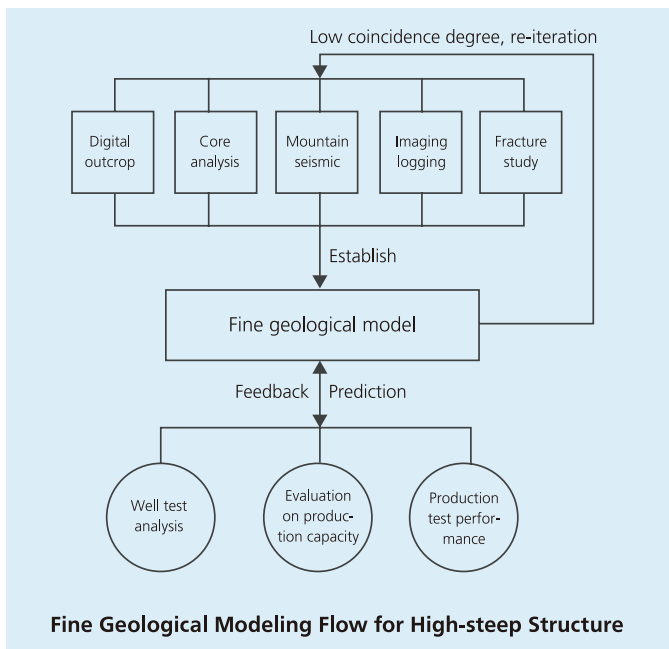 Low coincidence degree, re-iteration
Digital
outcrop
Core
analysis
Mountain
seismic
Imaging
logging
Fracture
study
Establish
Fine geological model
Feedback
Prediction
Well test
analysis
Evaluation
on produc-
tion capacity
Production
test perfor-
mance
Fine Geological Modeling Flow for High-steep Structure